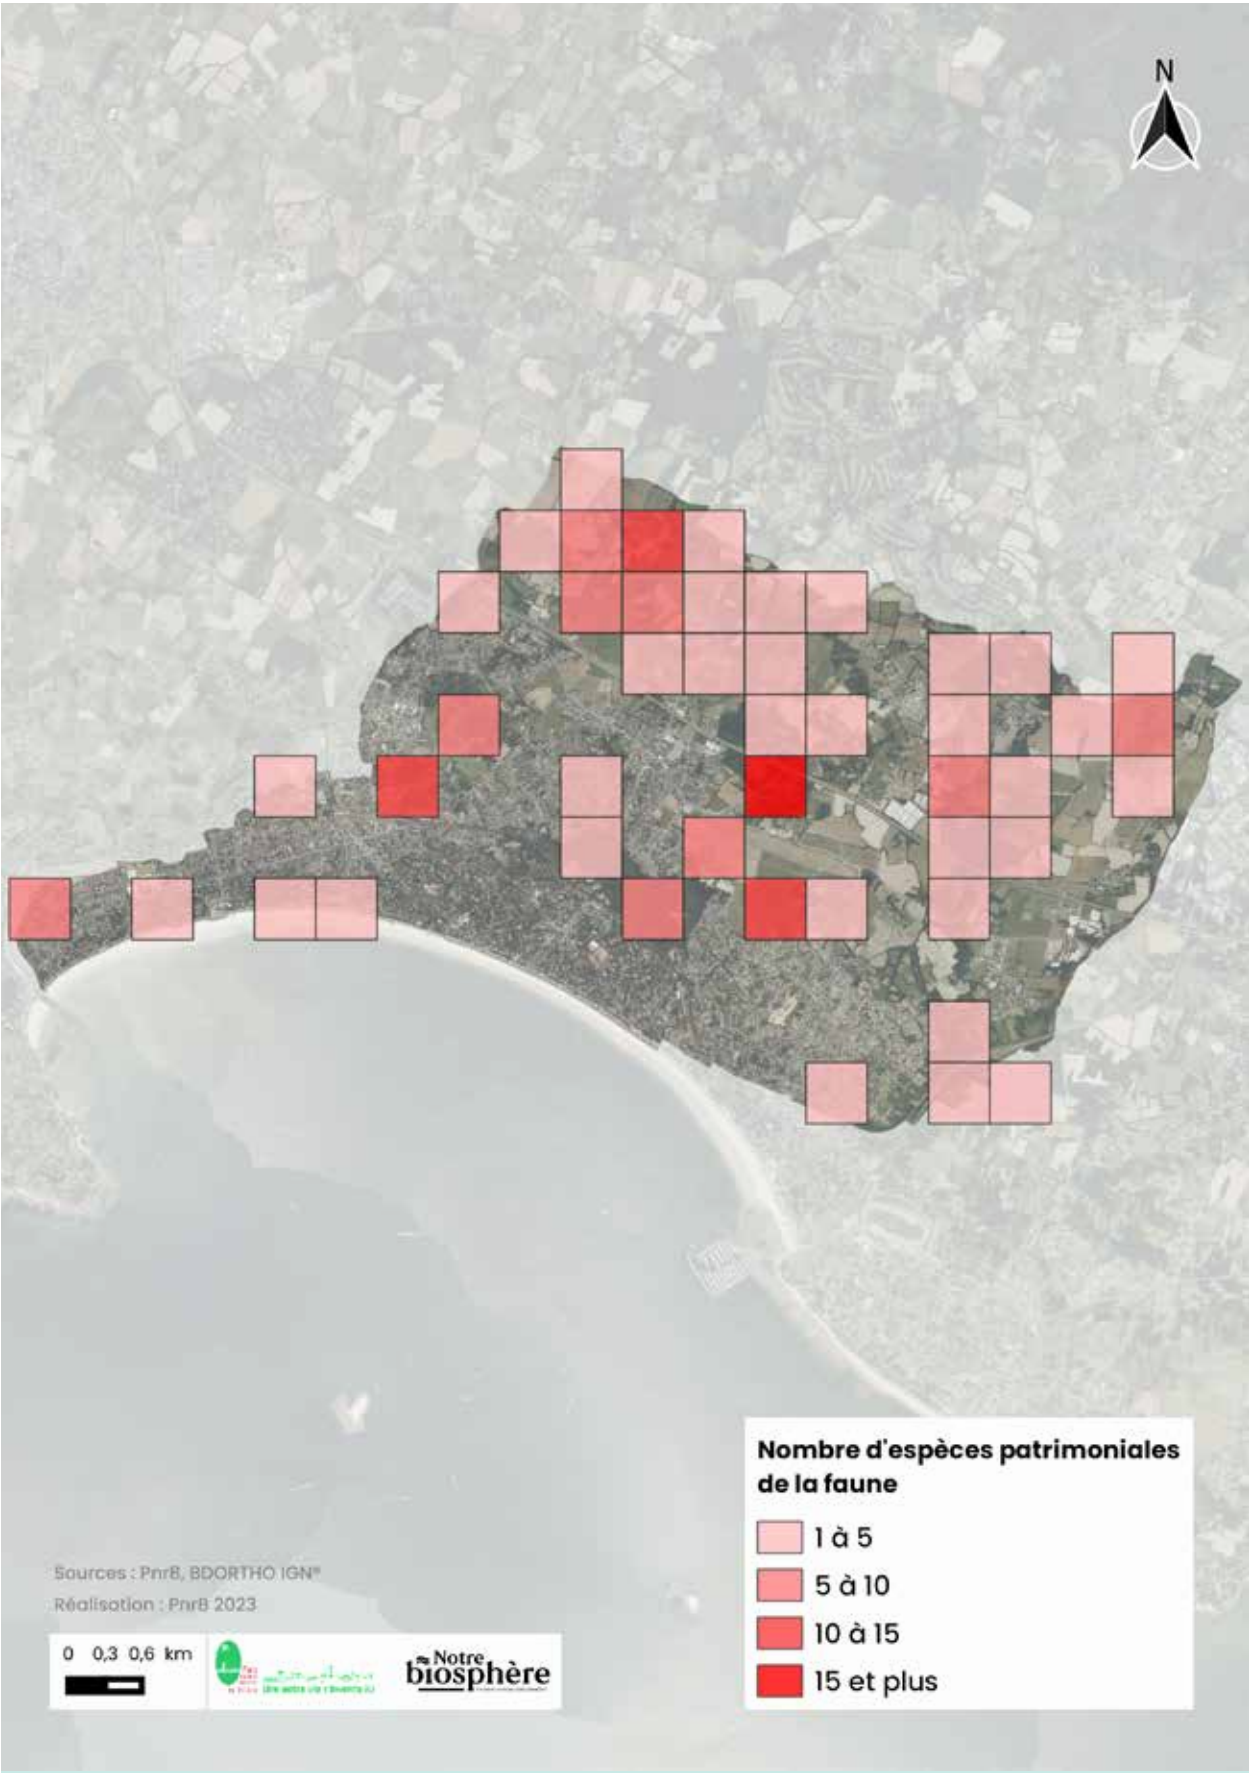 N
Nombre d'espèces patrimoniales
de la faune
1 à 5
5 à 10
10 à 15
15 et plus
Sources : PnrB, BDORTHO IGN®
Réalisation : PnrB 2023
0 0,3 0,6 km
Notre
biosphère